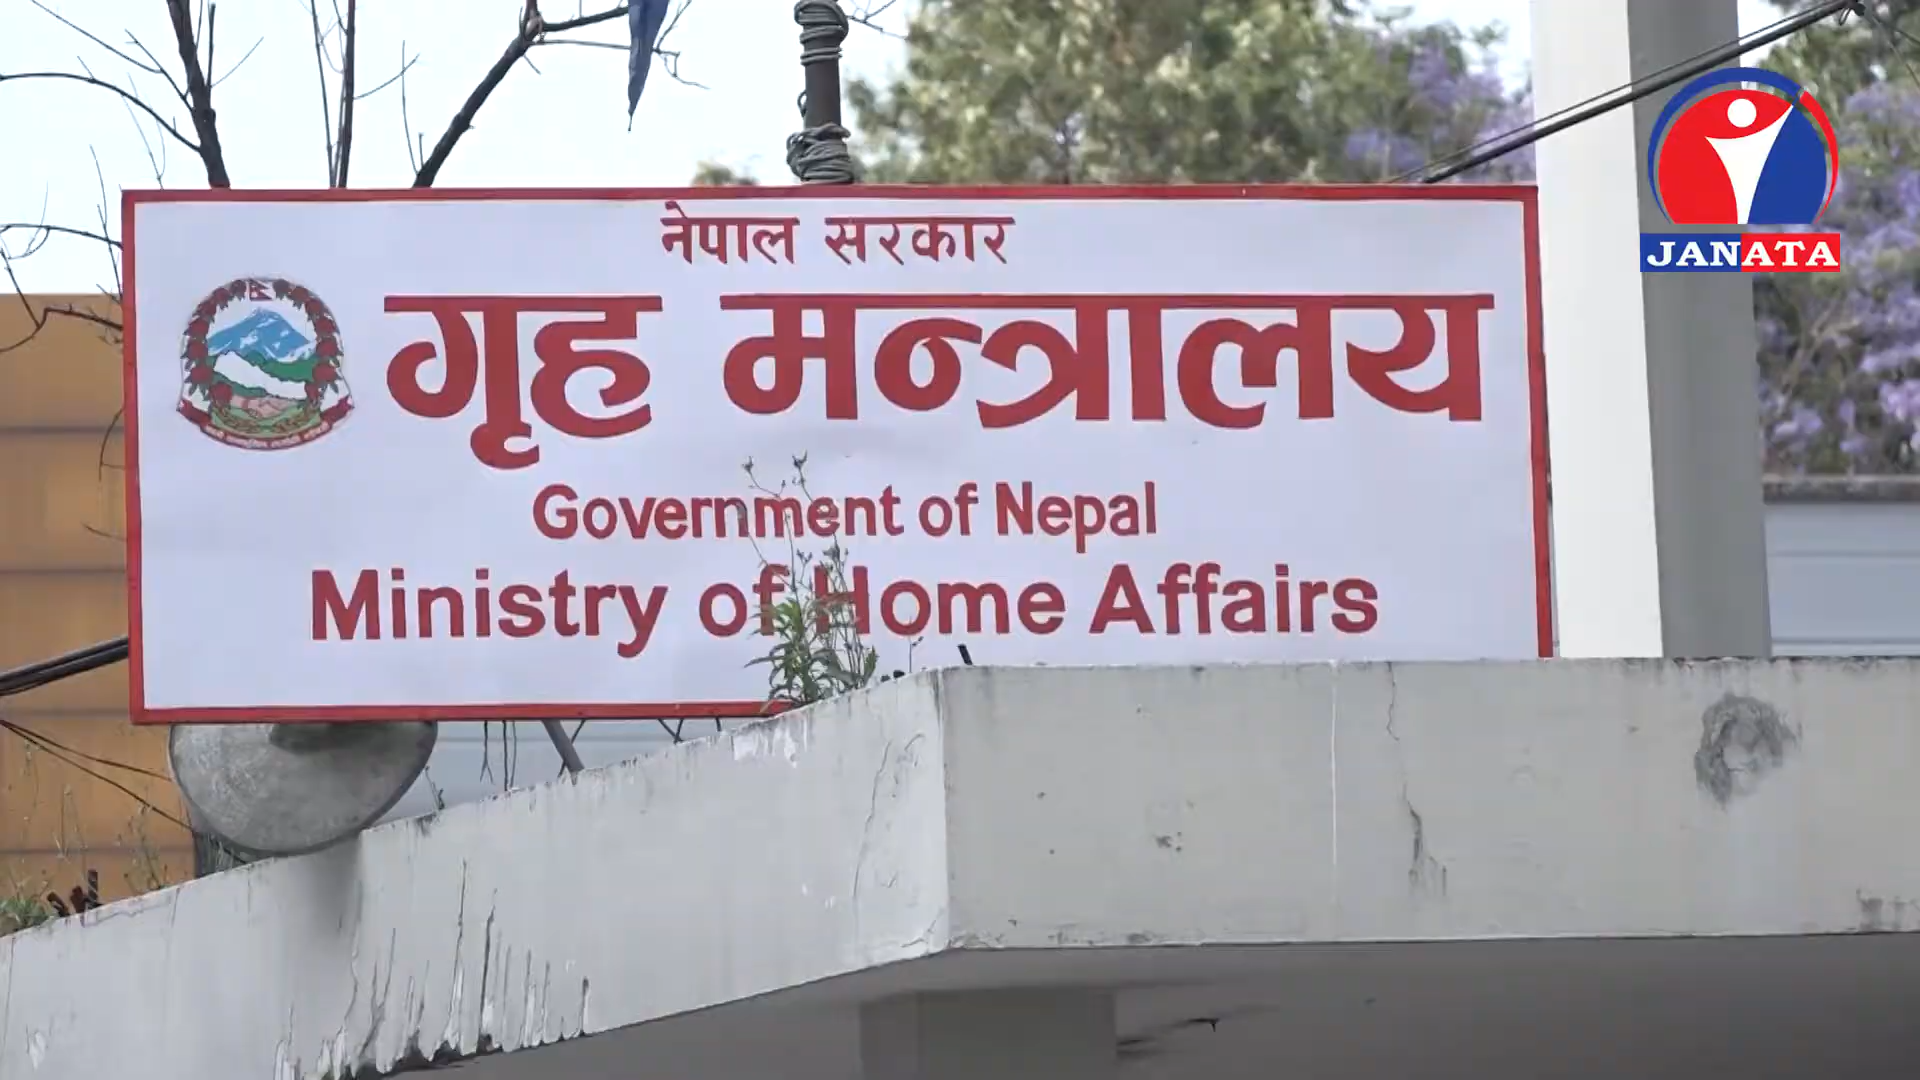 नेपाल सरकार
गृह मन्त्रालय
Government of Nepal
Ministry of Home Affairs
JANATA